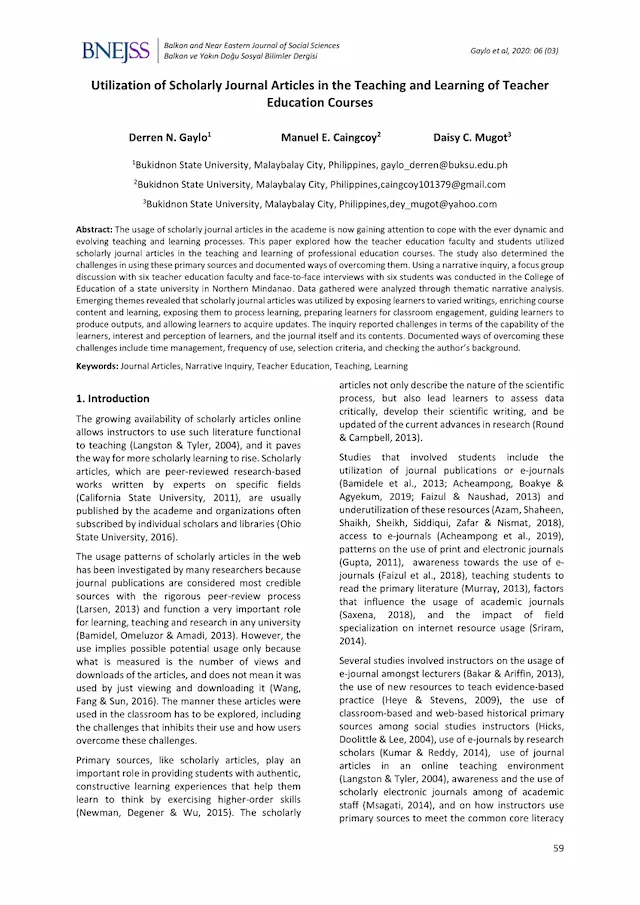 BNEJSS
Balkan and Near Eastern Journal of Social Sciences
Balkan ve Yakın Doğu Sosyal Bilimler Dergisi
Gaylo et al, 2020: 06 (03)
Utilization of Scholarly Journal Articles in the Teaching and Learning of Teacher
Education Courses
Derren N. Gaylo1 Manuel E. Caingcoy2 Daisy C. Mugot3
1Bukidnon State University, Malaybalay City, Philippines, gaylo_derren@buksu.edu.ph
2Bukidnon State University, Malaybalay City, Philippines,caingcoy101379@gmail.com
3Bukidnon State University, Malaybalay City, Philippines,dey_mugot@yahoo.com
Abstract: The usage of scholarly journal articles in the academe is now gaining attention to cope with the ever dynamic and
evolving teaching and learning processes. This paper explored how the teacher education faculty and students utilized
scholarly journal articles in the teaching and learning of professional education courses. The study also determined the
challenges in using these primary sources and documented ways of overcoming them. Using a narrative inquiry, a focus group
discussion with six teacher education faculty and face-to-face interviews with six students was conducted in the College of
Education of a state university in Northern Mindanao. Data gathered were analyzed through thematic narrative analysis.
Emerging themes revealed that scholarly journal articles was utilized by exposing learners to varied writings, enriching course
content and learning, exposing them to process learning, preparing learners for classroom engagement, guiding learners to
produce outputs, and allowing learners to acquire updates. The inquiry reported challenges in terms of the capability of the
learners, interest and perception of learners, and the journal itself and its contents. Documented ways of overcoming these
challenges include time management, frequency of use, selection criteria, and checking the author's background.
Keywords: Journal Articles, Narrative Inquiry, Teacher Education, Teaching, Learning
1. Introduction
The growing availability of scholarly articles online
allows instructors to use such literature functional
to teaching (Langston & Tyler, 2004), and it paves
the way for more scholarly learning to rise. Scholarly
articles, which are peer-reviewed research-based
works written by experts on specific fields
(California State University, 2011), are usually
published by the academe and organizations often
subscribed by individual scholars and libraries (Ohio
State University, 2016).
The usage patterns of scholarly articles in the web
has been investigated by many researchers because
journal publications are considered most credible
sources with the rigorous peer-review process
(Larsen, 2013) and function a very important role
for learning, teaching and research in any university
(Bamidel, Omeluzor & Amadi, 2013). However, the
use implies possible potential usage only because
what is measured is the number of views and
downloads of the articles, and does not mean it was
used by just viewing and downloading it (Wang,
Fang & Sun, 2016). The manner these articles were
used in the classroom has to be explored, including
the challenges that inhibits their use and how users
overcome these challenges.
Primary sources, like scholarly articles, play an
important role in providing students with authentic,
constructive learning experiences that help them
learn to think by exercising higher-order skills
(Newman, Degener & Wu, 2015). The scholarly
articles not only describe the nature of the scientific
process, but also lead learners to assess data
critically, develop their scientific writing, and be
updated of the current advances in research (Round
& Campbell, 2013).
Studies that involved students include the
utilization of journal publications or e-journals
(Bamidele et al., 2013; Acheampong, Boakye &
Agyekum, 2019; Faizul & Naushad, 2013) and
underutilization of these resources (Azam, Shaheen,
Shaikh, Sheikh, Siddiqui, Zafar & Nismat, 2018),
access to e-journals (Acheampong et al., 2019),
patterns on the use of print and electronic journals
(Gupta, 2011), awareness towards the use of e-
journals (Faizul et al., 2018), teaching students to
read the primary literature (Murray, 2013), factors
that influence the usage of academic journals
(Saxena, 2018), and the impact of field
specialization on internet resource usage (Sriram,
2014).
Several studies involved instructors on the usage of
e-journal amongst lecturers (Bakar & Ariffin, 2013),
the use of new resources to teach evidence-based
practice (Heye & Stevens, 2009), the use of
classroom-based and web-based historical primary
sources among social studies instructors (Hicks,
Doolittle & Lee, 2004), use of e-journals by research
scholars (Kumar & Reddy, 2014), use of journal
articles in an online teaching environment
(Langston & Tyler, 2004), awareness and the use of
scholarly electronic journals among of academic
staff (Msagati, 2014), and on how instructors use
primary sources to meet the common core literacy
59